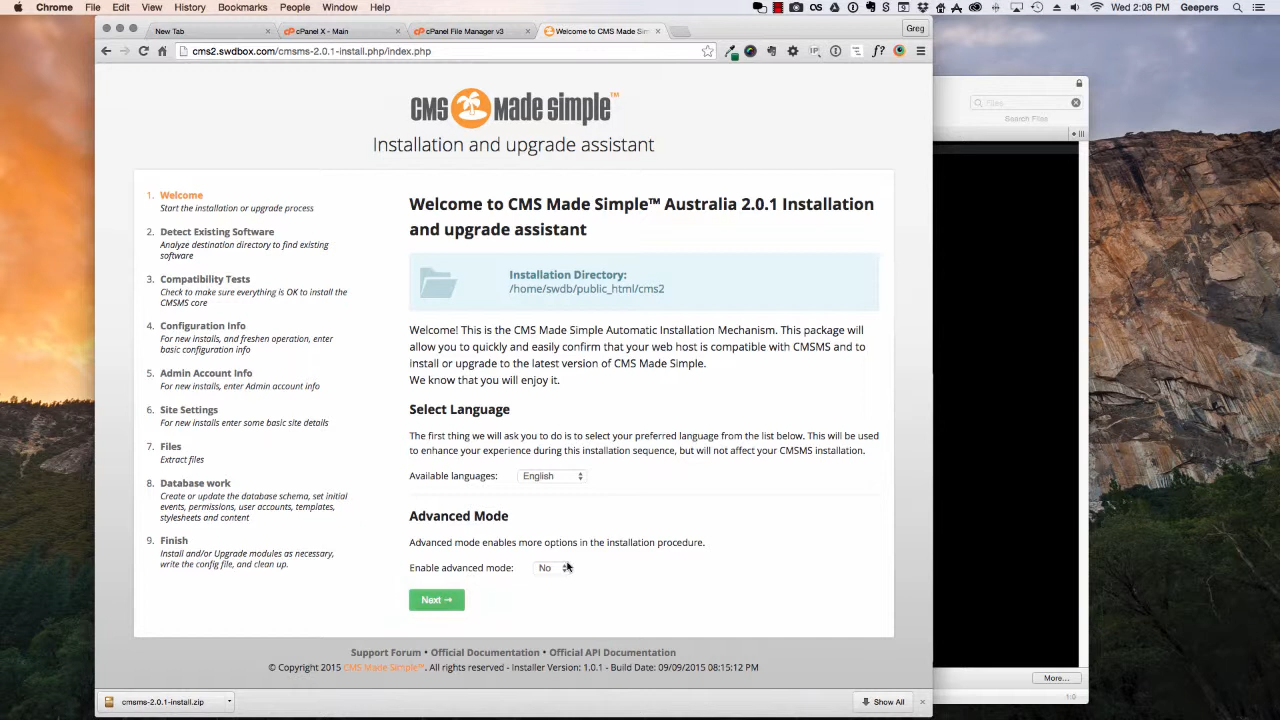 Chrome File Edit View History Bookmarks People Window Help
Wed 2:08 PM Geepers
New Tab
cPanel X - Main
cPanel File Manager v3
Welcome to CMS Made Sim
Greg
cms2.swdbox.com/cmsms-2.0.1-install.php/index.php
CMS Made Simple™
Installation and upgrade assistant
1. Welcome
Start the installation or upgrade process
2. Detect Existing Software
Analyze destination directory to find existing
software
3. Compatibility Tests
Check to make sure everything is OK to install the
CMSMS core
4. Configuration Info
For new installs, and freshen operation, enter
basic configuration info
5. Admin Account Info
For new installs, enter Admin account info
6. Site Settings
For new installs enter some basic site details
7. Files
Extract files
8. Database work
Create or update the database schema, set initial
events, permissions, user accounts, templates,
stylesheets and content
9. Finish
Install and/or Upgrade modules as necessary,
write the config file, and clean up.
Welcome to CMS Made Simple™ Australia 2.0.1 Installation
and upgrade assistant
Installation Directory:
/home/swdb/public_html/cms2
Welcome! This is the CMS Made Simple Automatic Installation Mechanism. This package will
allow you to quickly and easily confirm that your web host is compatible with CMSMS and to
install or upgrade to the latest version of CMS Made Simple.
We know that you will enjoy it.
Select Language
The first thing we will ask you to do is to select your preferred language from the list below. This will be used
to enhance your experience during this installation sequence, but will not affect your CMSMS installation.
Available languages: English
Advanced Mode
Advanced mode enables more options in the installation procedure.
Enable advanced mode: No
Next →
Support Forum • Official Documentation • Official API Documentation
© Copyright 2015 CMS Made Simple™. All rights reserved - Installer Version: 1.0.1 - Build Date: 09/09/2015 08:15:12 PM
cmsms-2.0.1-install.zip
Show All
Files
Search Files
More...
1:0